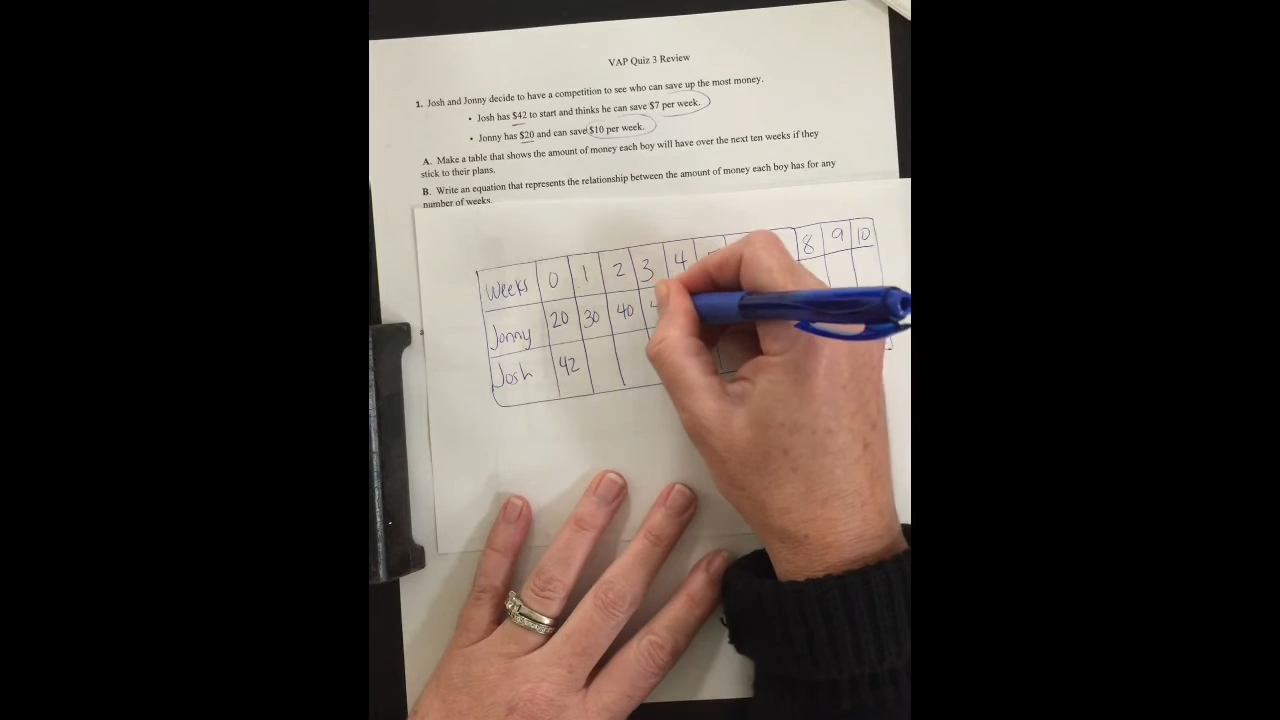 VAP Quiz 3 Review
1. Josh and Jonny decide to have a competition to see who can save up the most money.
• Josh has $42 to start and thinks he can save $7 per week.
• Jonny has $20 and can save $10 per week.
A. Make a table that shows the amount of money each boy will have over the next ten weeks if they
stick to their plans.
B. Write an equation that represents the relationship between the amount of money each boy has for any
number of weeks.
Weeks 0 1 2 3 4 8 9 10
Jonny 20 30 40
Josh 42